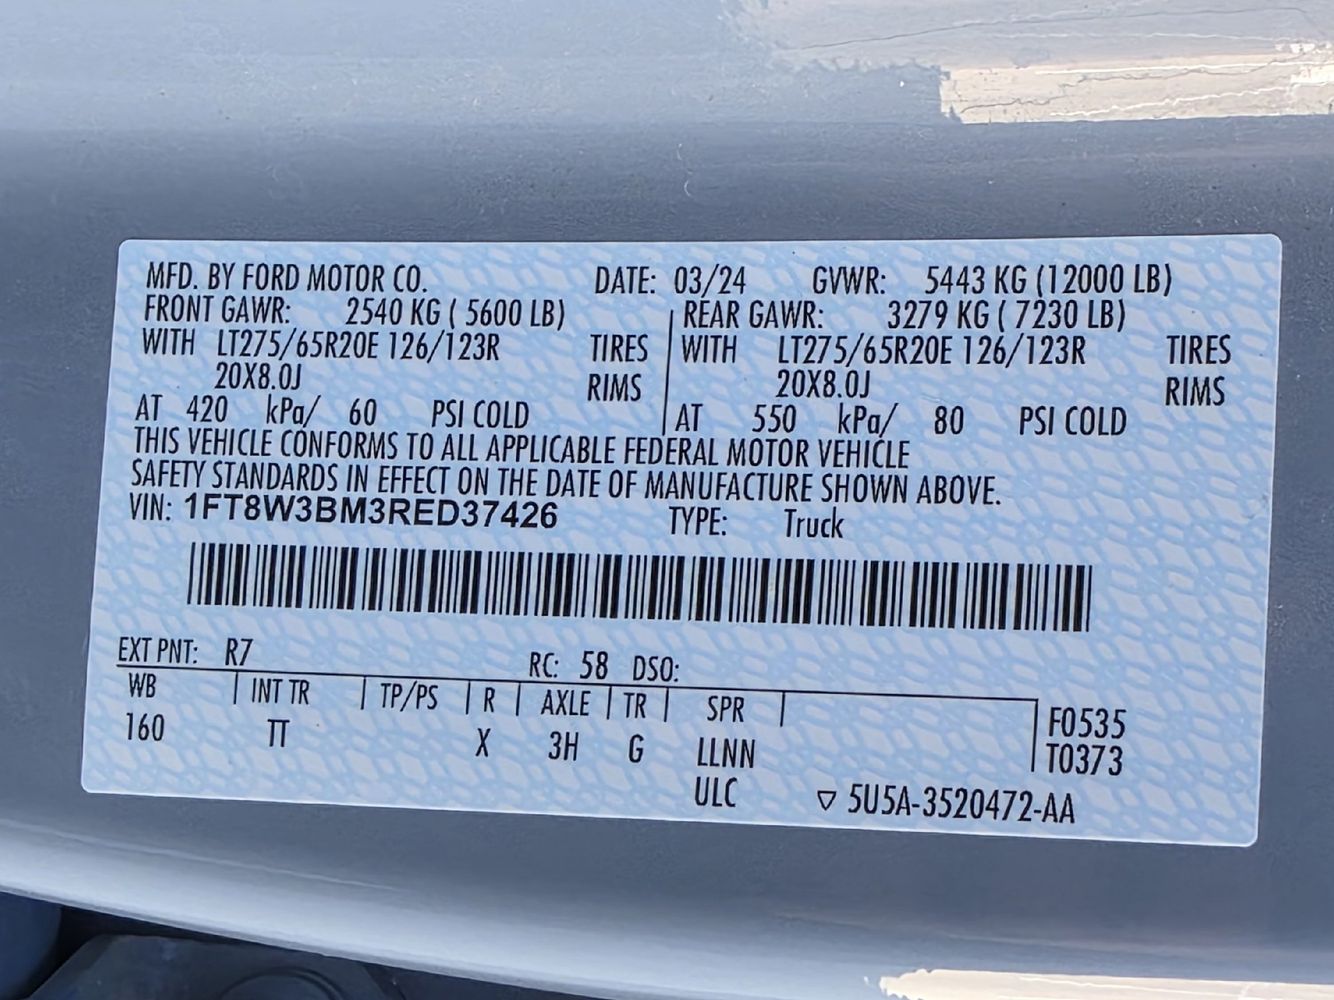 MFD. BY FORD MOTOR CO. DATE: 03/24 GVWR: 5443 KG (12000 LB)
FRONT GAWR: 2540 KG ( 5600 LB) REAR GAWR: 3279 KG ( 7230 LB)
WITH LT275/65R20E 126/123R TIRES WITH LT275/65R20E 126/123R TIRES
20X8.0J RIMS 20X8.0J RIMS
AT 420 kPa/ 60 PSI COLD AT 550 kPa/ 80 PSI COLD
THIS VEHICLE CONFORMS TO ALL APPLICABLE FEDERAL MOTOR VEHICLE
SAFETY STANDARDS IN EFFECT ON THE DATE OF MANUFACTURE SHOWN ABOVE.
VIN: 1FT8W3BM3RED37426 TYPE: Truck
EXT PNT: R7 RC: 58 DSO:
WB INT TR TP/PS R AXLE TR SPR F0535
160 TT X 3H G LLNN T0373
ULC ▽ 5U5A-3520472-AA